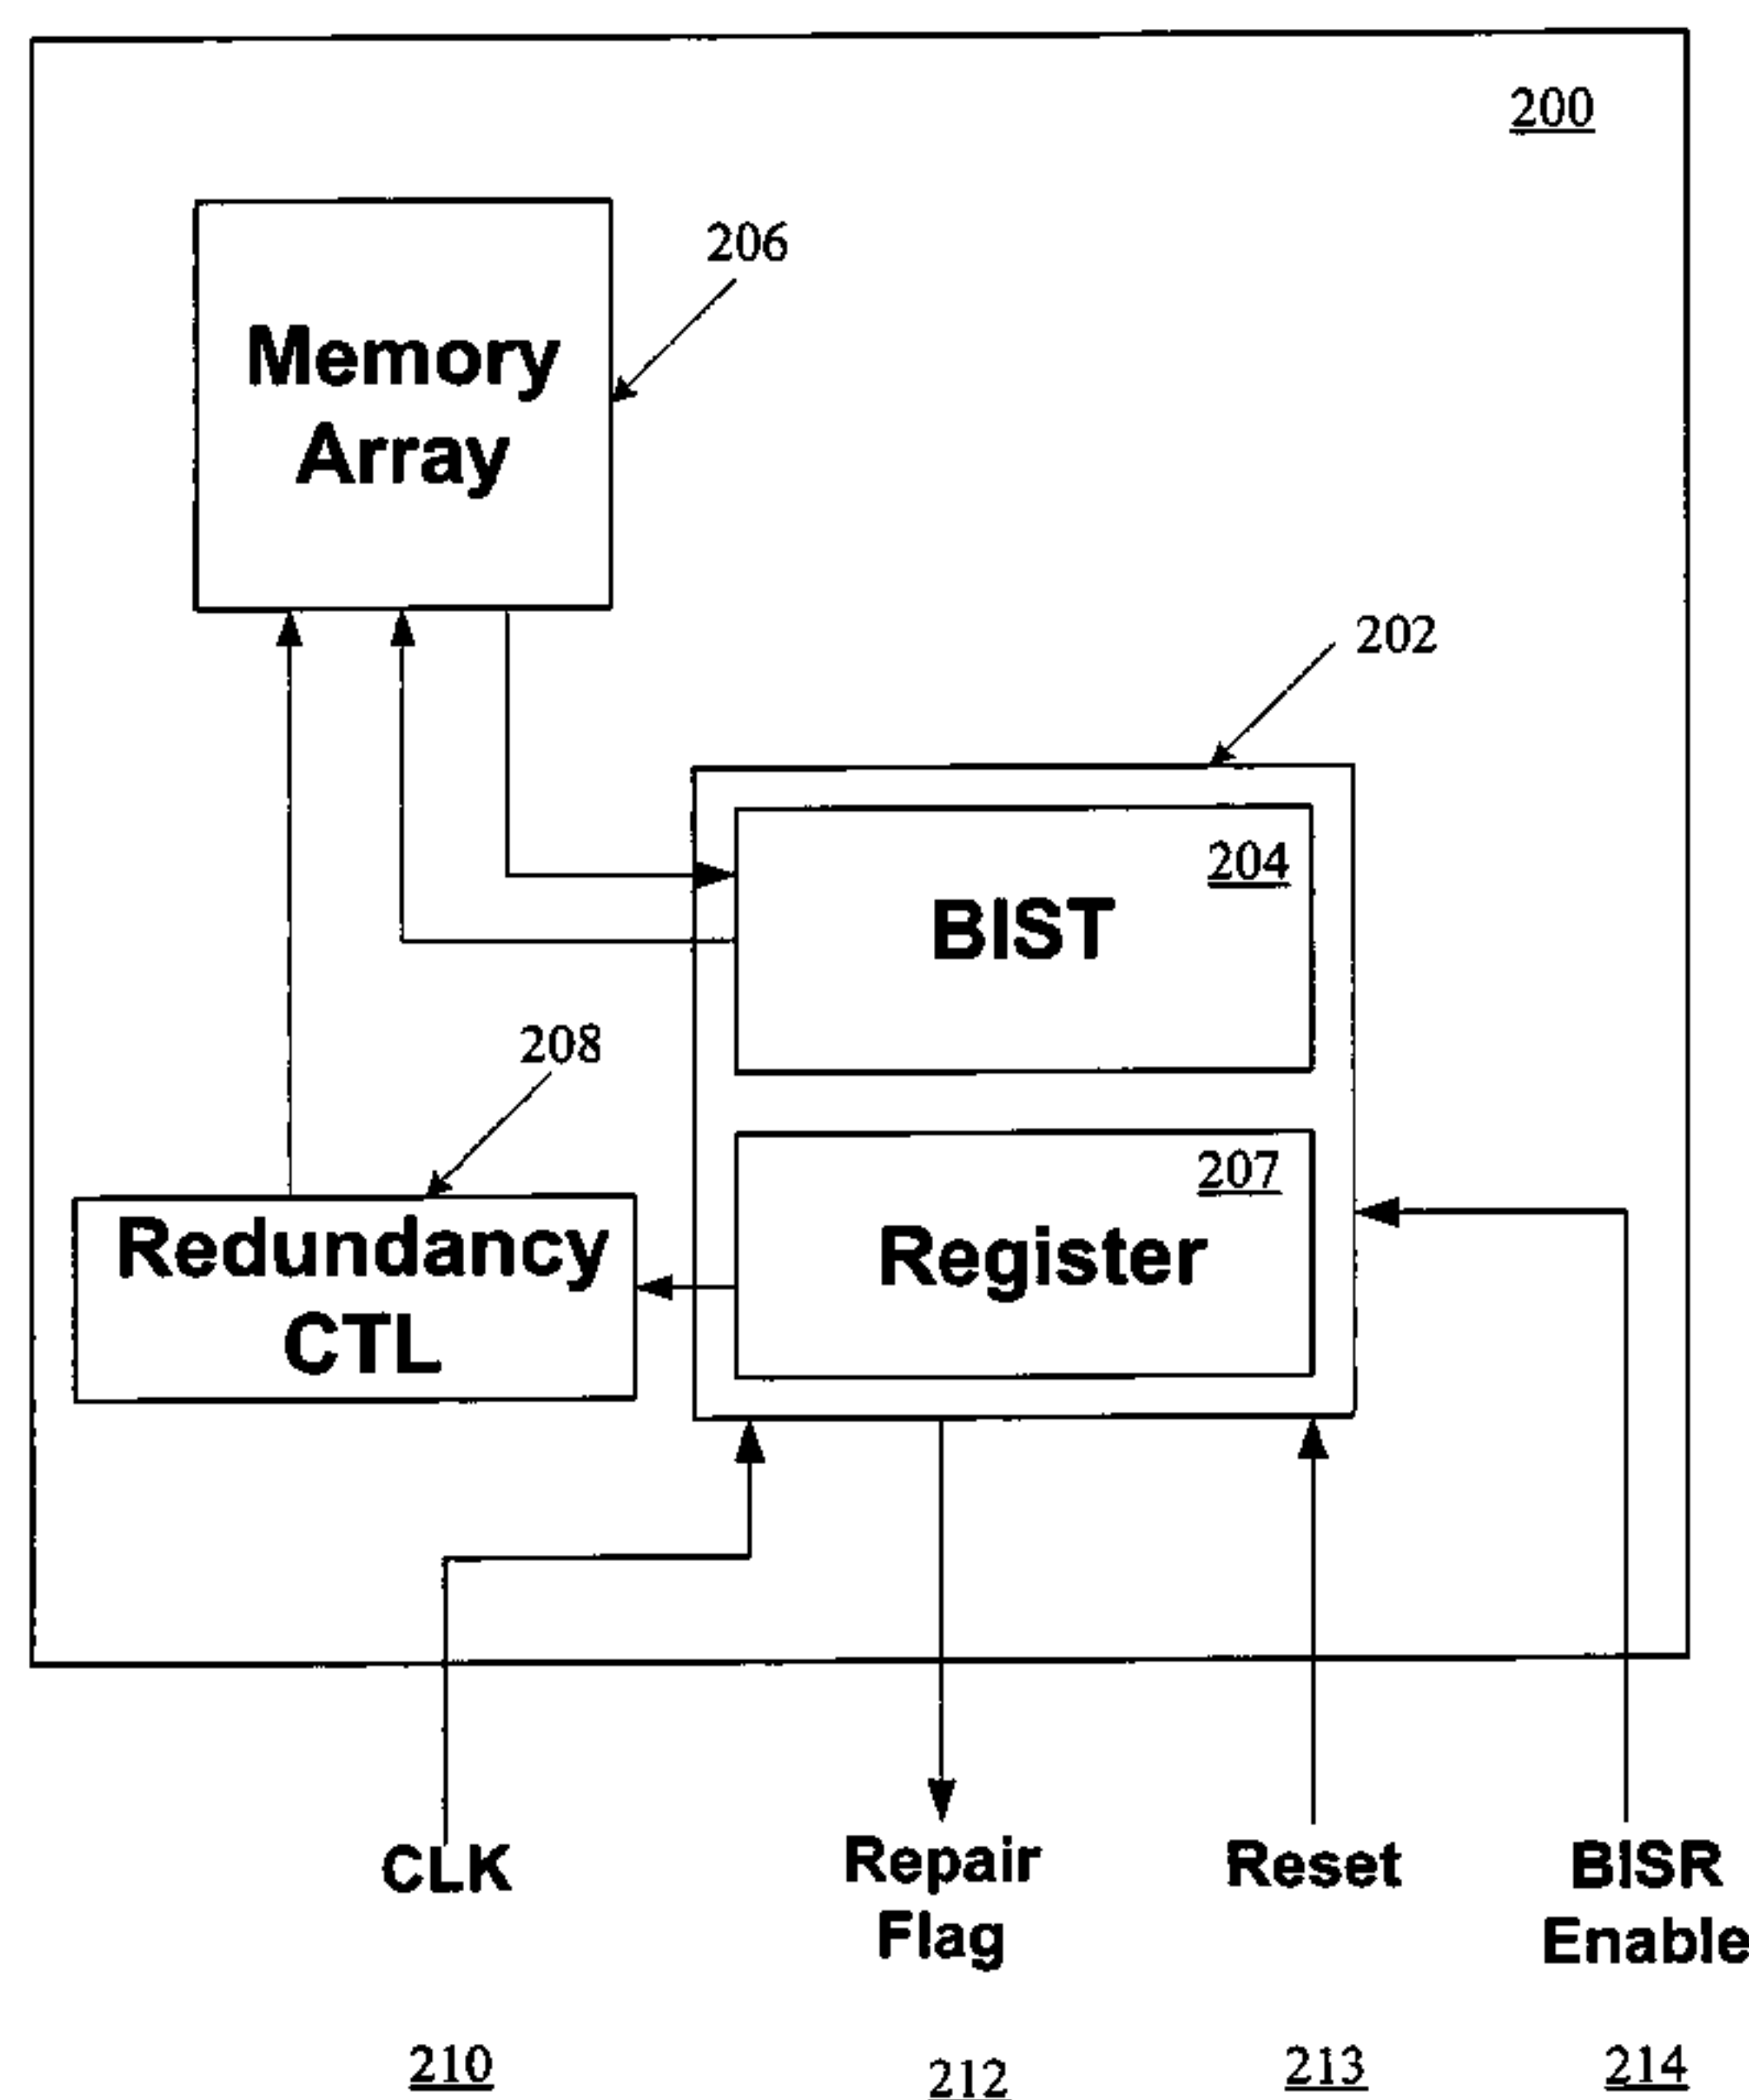 200
206
Memory
Array
202
204
BIST
208
207
Redundancy
CTL
Register
CLK
Repair
Flag
Reset
BISR
Enable
210
212
213
214